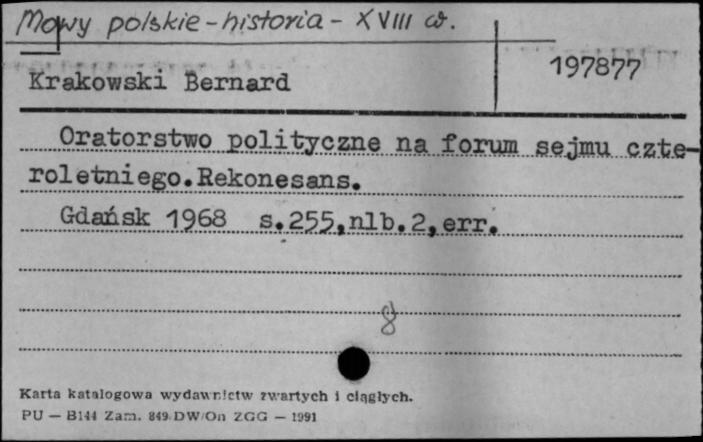 Mowy polskie - historia - XVIII w.
Krakowski Bernard
197877
Oratorstwo polityczne na forum sejmu czte-
roletniego.Rekonesans.
Gdańsk 1968 s.255,nlb.2,err.
8
Karta katalogowa wydawnictw zwartych i ciągłych.
PU — B144 Zam. 849 DW/On ZGG — 1991